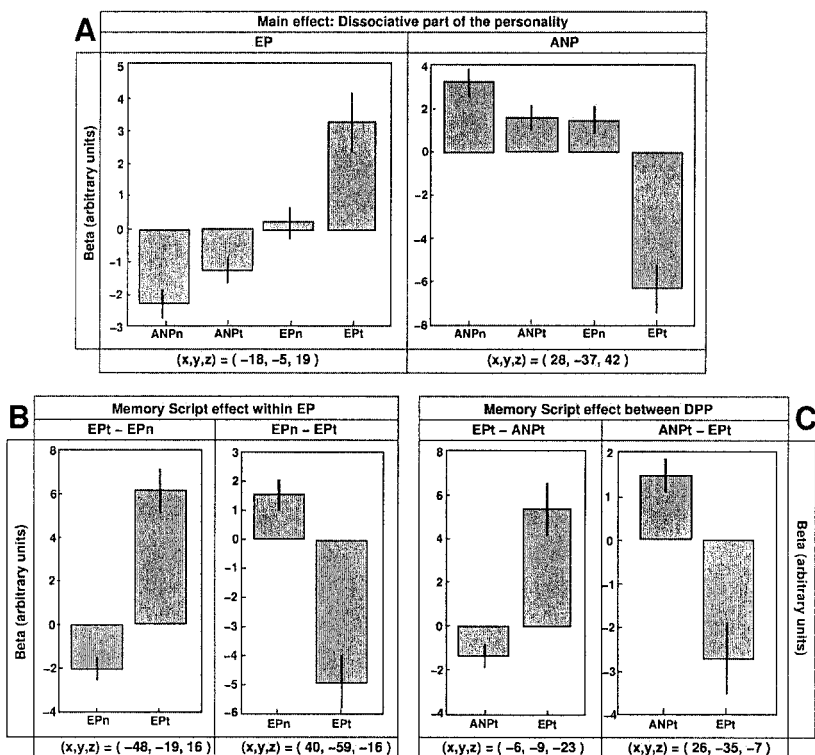 A
Main effect: Dissociative part of the personality
EP
ANP
Beta (arbitrary units)
5
4
3
2
1
0
−1
−2
−3
ANPn ANPt EPn EPt
4
2
0
−2
−4
−6
−8
ANPn ANPt EPn EPt
(x,y,z) = ( −18, −5, 19 )
(x,y,z) = ( 28, −37, 42 )
B
Memory Script effect within EP
EPt − EPn
EPn − EPt
Beta (arbitrary units)
8
6
4
2
0
−2
−4
EPn EPt
3
2
1
0
−1
−2
−3
−4
−5
−6
EPn EPt
(x,y,z) = ( −48, −19, 16 )
(x,y,z) = ( 40, −59, −16 )
C
Memory Script effect between DPP
EPt − ANPt
ANPt − EPt
8
6
4
2
0
−2
−4
ANPt EPt
2
1
0
−1
−2
−3
−4
ANPt EPt
Beta (arbitrary units)
(x,y,z) = ( −6, −9, −23 )
(x,y,z) = ( 26, −35, −7 )